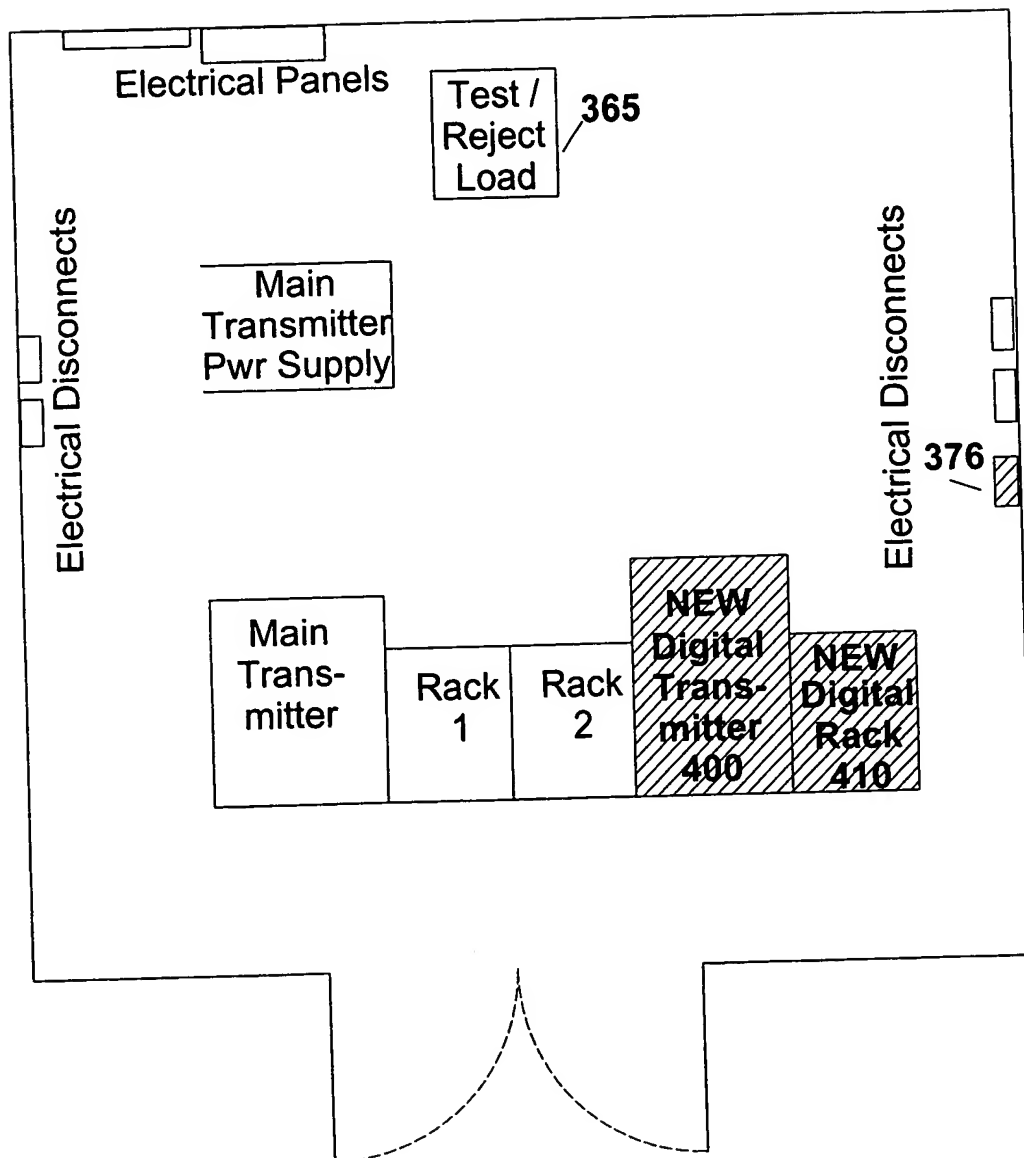 Electrical Panels
Test /
Reject
Load
365
Electrical Disconnects
Main
Transmitter
Pwr Supply
Electrical Disconnects
376
Main
Trans-
mitter
Rack
1
Rack
2
NEW
Digital
Trans-
mitter
400
NEW
Digital
Rack
410